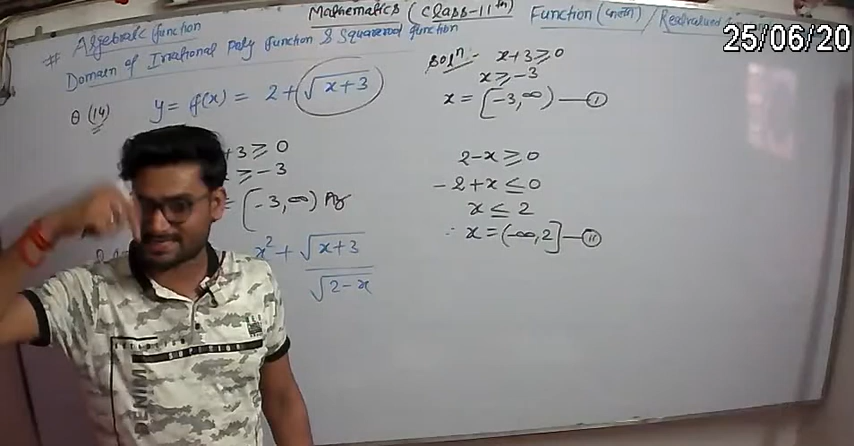 Mathematics (class-11th) Function (फलन) / Realvalued
25/06/20
# Algebraic function
Domain of Irrational Poly function & Squareroot function
Q (14) y = f(x) = 2 + √x+3
+3 ≥ 0
≥ -3
= [-3, ∞) Ans
x² + √x+3 / √2-x
Solⁿ:- x+3 ≥ 0
x ≥ -3
x = [-3, ∞) — (I)
2-x ≥ 0
-2+x ≤ 0
x ≤ 2
∴ x = (-∞, 2] — (II)
DENIM
SUPERIOR